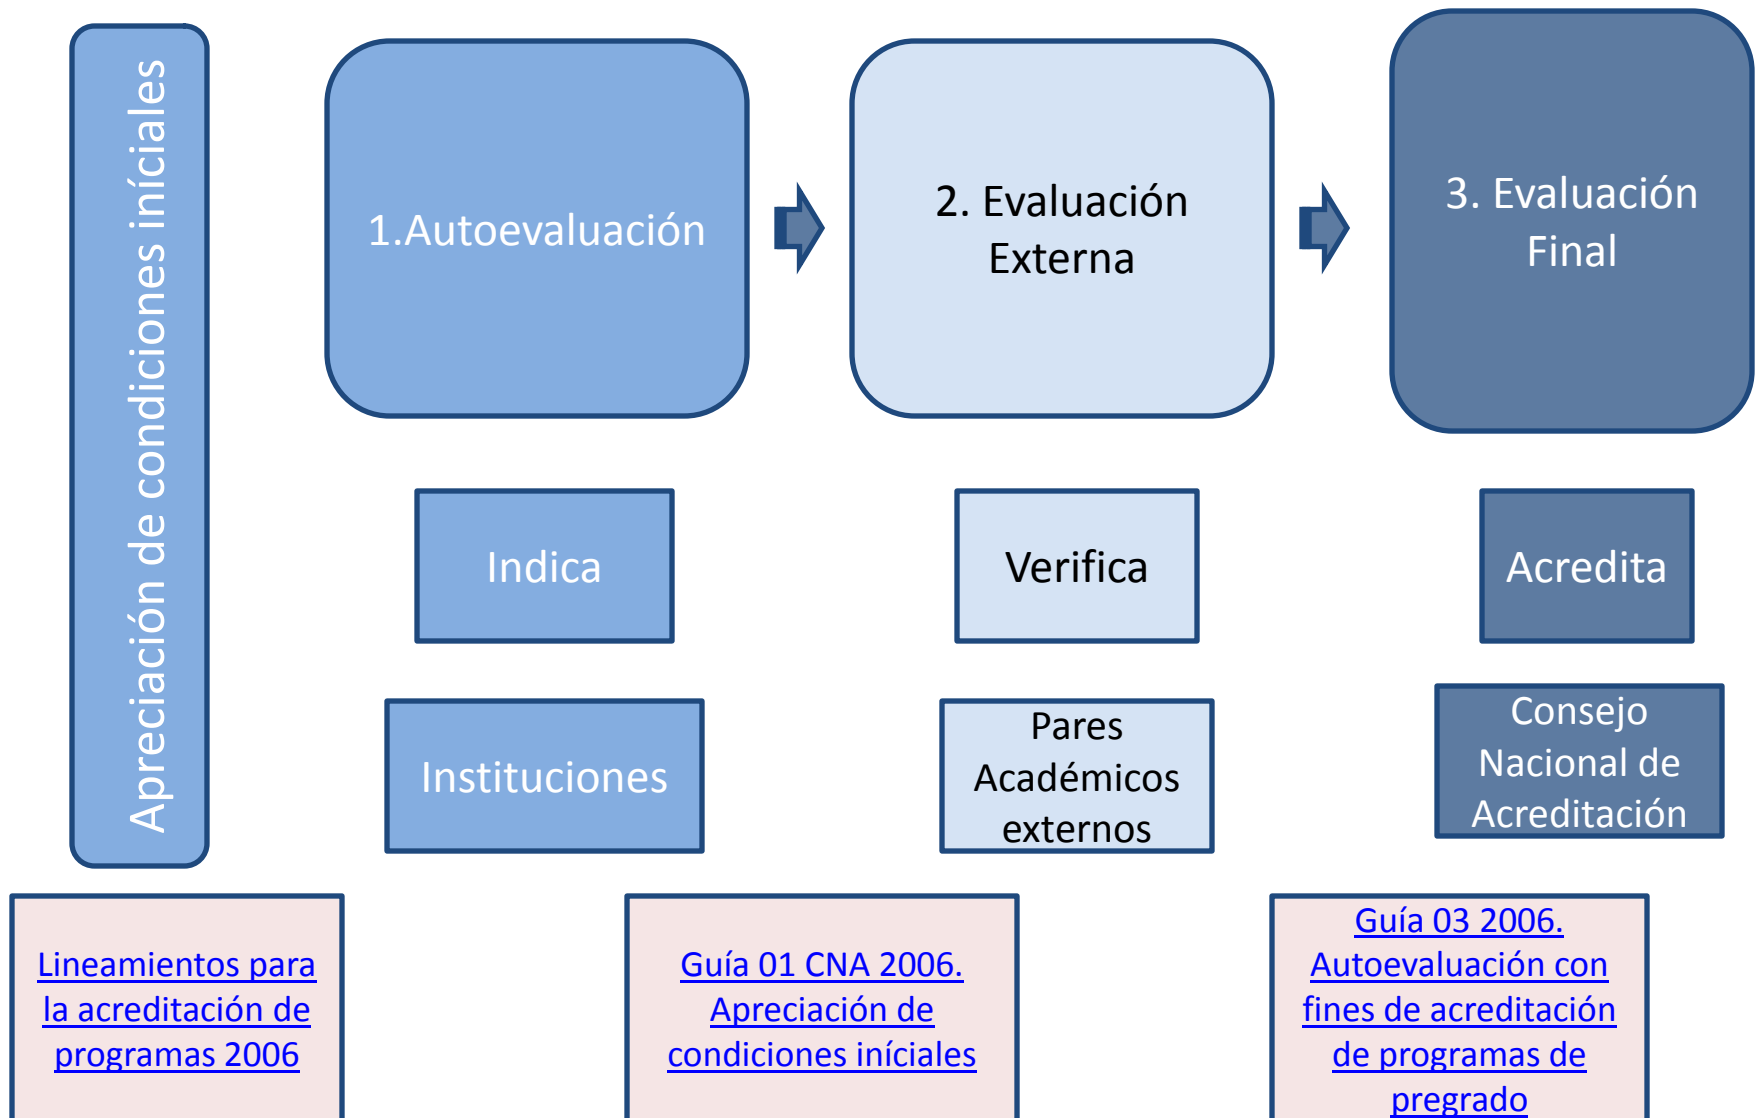 Apreciación de condiciones iníciales
1.Autoevaluación
2. Evaluación
Externa
3. Evaluación
Final
Indica
Verifica
Acredita
Instituciones
Pares
Académicos
externos
Consejo
Nacional de
Acreditación
Lineamientos para
la acreditación de
programas 2006
Guía 01 CNA 2006.
Apreciación de
condiciones iníciales
Guía 03 2006.
Autoevaluación con
fines de acreditación
de programas de
pregrado